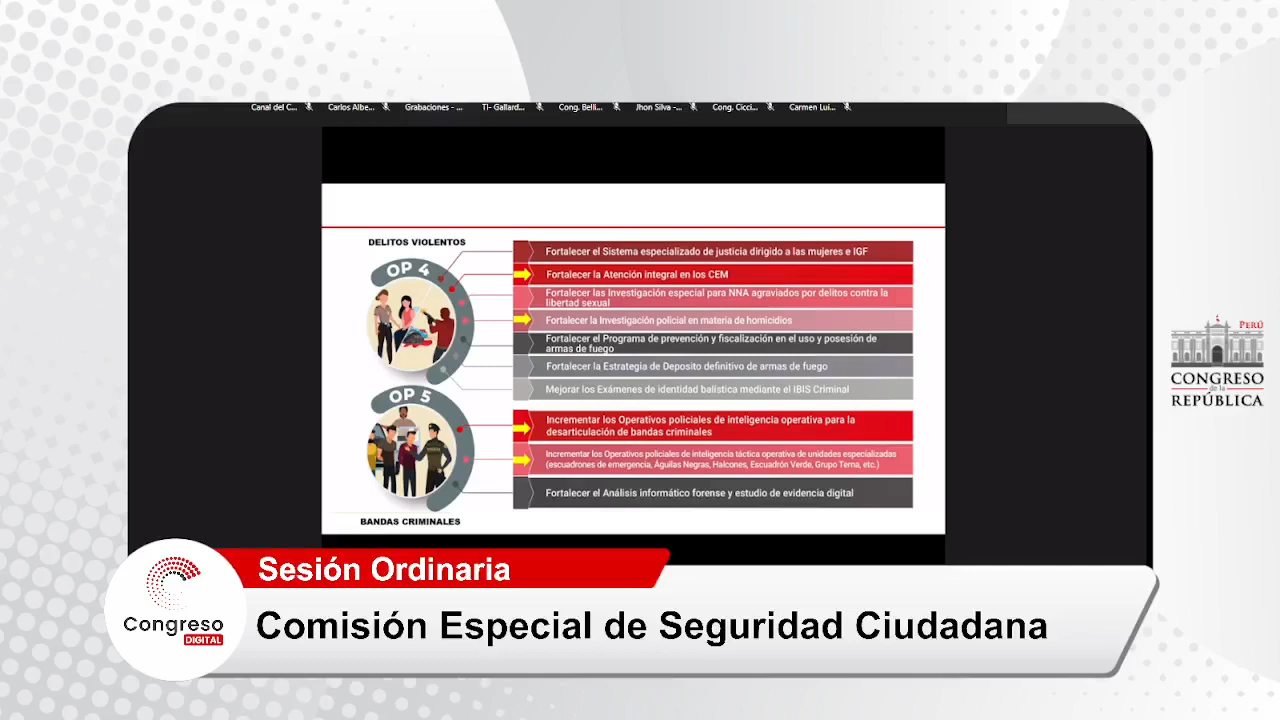 Canal del C...
Carlos Albe...
Grabaciones - ...
TI- Gallard...
Cong. Belli...
Jhon Silva -...
Cong. Cicci...
Carmen Lui...
DELITOS VIOLENTOS
OP 4
Fortalecer el Sistema especializado de justicia dirigido a las mujeres e IGF
Fortalecer la Atención integral en los CEM
Fortalecer las Investigación especial para NNA agraviados por delitos contra la
libertad sexual
Fortalecer la Investigación policial en materia de homicidios
Fortalecer el Programa de prevención y fiscalización en el uso y posesión de
armas de fuego
Fortalecer la Estrategia de Deposito definitivo de armas de fuego
Mejorar los Exámenes de identidad balística mediante el IBIS Criminal
OP 5
Incrementar los Operativos policiales de inteligencia operativa para la
desarticulación de bandas criminales
Incrementar los Operativos policiales de inteligencia táctica operativa de unidades especializadas
(escuadrones de emergencia, Águilas Negras, Halcones, Escuadrón Verde, Grupo Terna, etc.)
Fortalecer el Análisis informático forense y estudio de evidencia digital
BANDAS CRIMINALES
PERÚ
CONGRESO
de la
REPÚBLICA
Sesión Ordinaria
Congreso
DIGITAL
Comisión Especial de Seguridad Ciudadana